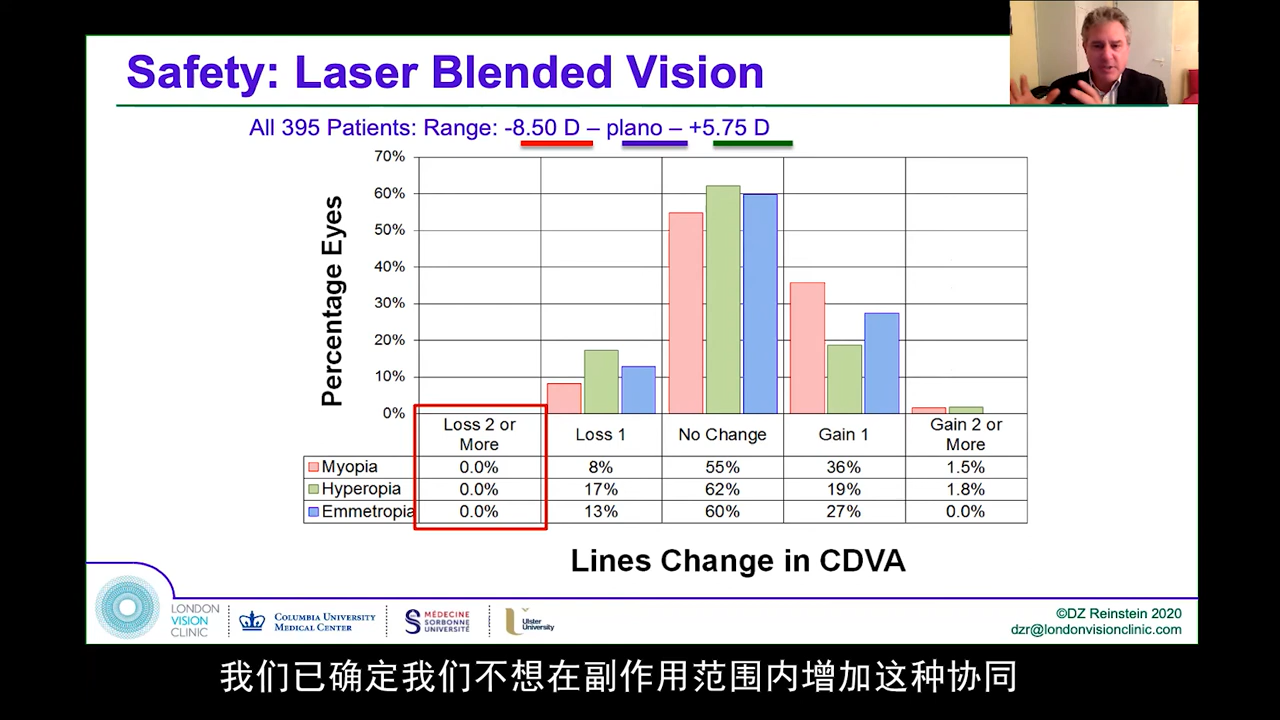 Safety: Laser Blended Vision
All 395 Patients: Range: -8.50 D – plano – +5.75 D
Percentage Eyes
70%
60%
50%
40%
30%
20%
10%
0%
Loss 2 or More Loss 1 No Change Gain 1 Gain 2 or More
Myopia 0.0% 8% 55% 36% 1.5%
Hyperopia 0.0% 17% 62% 19% 1.8%
Emmetropia 0.0% 13% 60% 27% 0.0%
Lines Change in CDVA
LONDON
VISION
CLINIC
COLUMBIA UNIVERSITY
MEDICAL CENTER
MÉDECINE
SORBONNE
UNIVERSITÉ
Ulster
University
©DZ Reinstein 2020
dzr@londonvisionclinic.com
我们已确定我们不想在副作用范围内增加这种协同